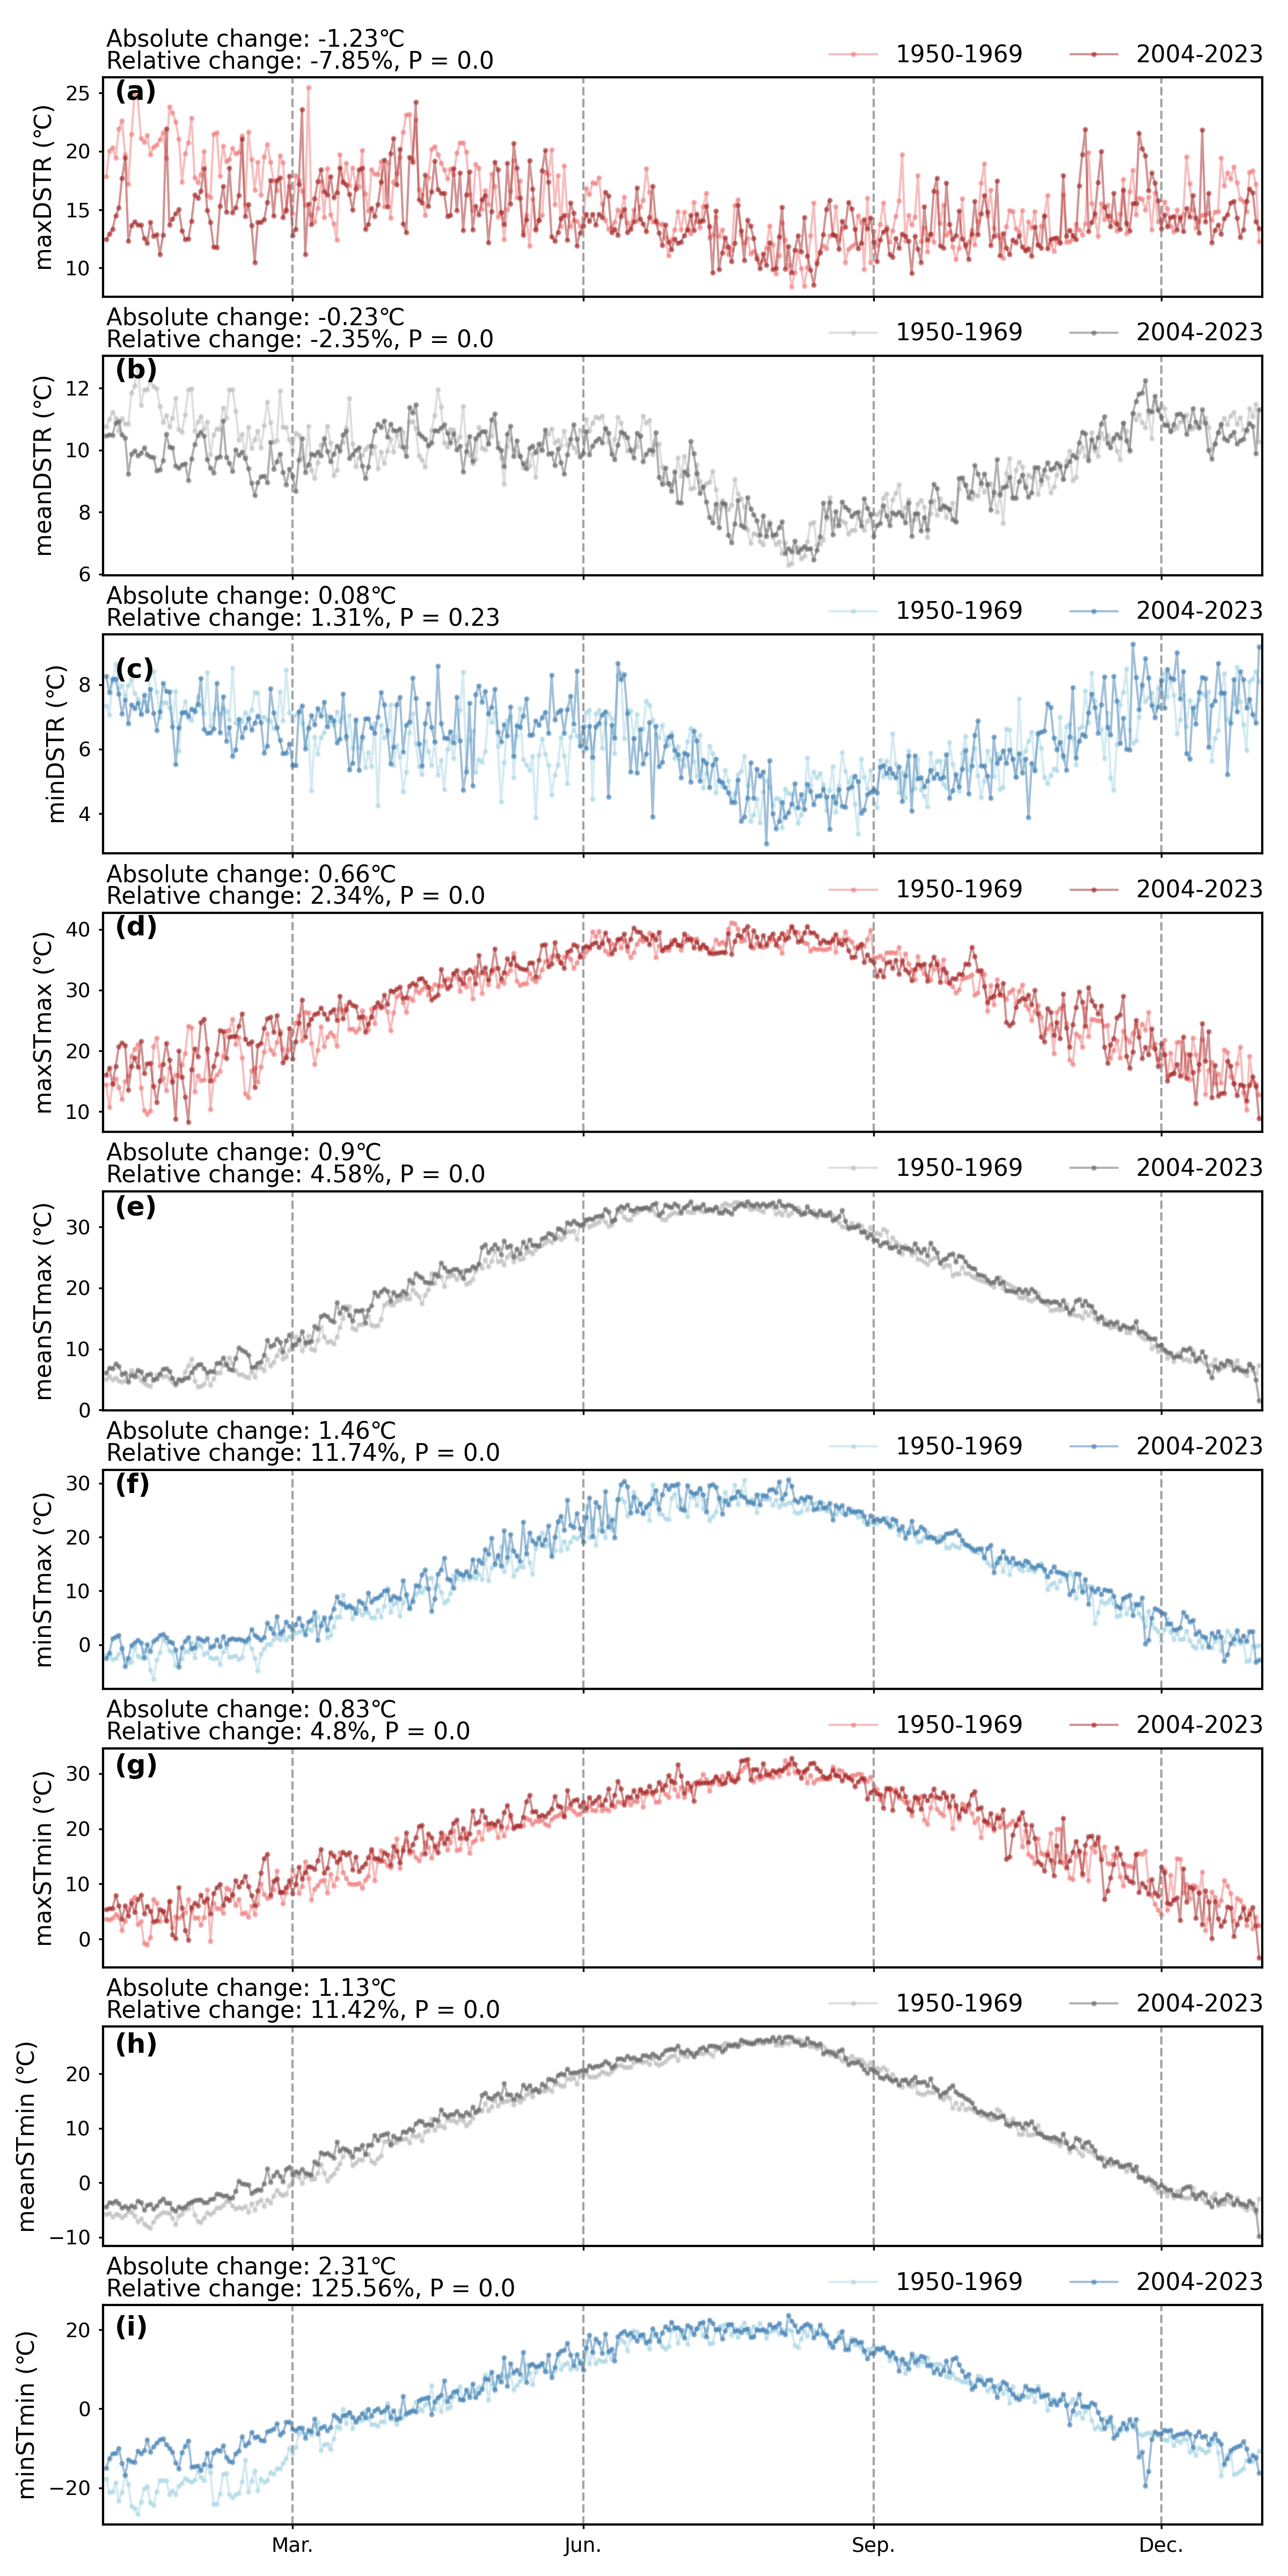 Absolute change: -1.23℃
Relative change: -7.85%, P = 0.0
1950-1969 2004-2023
(a)
maxDSTR (℃)
25
20
15
10
Absolute change: -0.23℃
Relative change: -2.35%, P = 0.0
1950-1969 2004-2023
(b)
meanDSTR (℃)
12
10
8
6
Absolute change: 0.08℃
Relative change: 1.31%, P = 0.23
1950-1969 2004-2023
(c)
minDSTR (℃)
8
6
4
Absolute change: 0.66℃
Relative change: 2.34%, P = 0.0
1950-1969 2004-2023
(d)
maxSTmax (℃)
40
30
20
10
Absolute change: 0.9℃
Relative change: 4.58%, P = 0.0
1950-1969 2004-2023
(e)
meanSTmax (℃)
30
20
10
0
Absolute change: 1.46℃
Relative change: 11.74%, P = 0.0
1950-1969 2004-2023
(f)
minSTmax (℃)
30
20
10
0
Absolute change: 0.83℃
Relative change: 4.8%, P = 0.0
1950-1969 2004-2023
(g)
maxSTmin (℃)
30
20
10
0
Absolute change: 1.13℃
Relative change: 11.42%, P = 0.0
1950-1969 2004-2023
(h)
meanSTmin (℃)
20
10
0
−10
Absolute change: 2.31℃
Relative change: 125.56%, P = 0.0
1950-1969 2004-2023
(i)
minSTmin (℃)
20
0
−20
Mar. Jun. Sep. Dec.